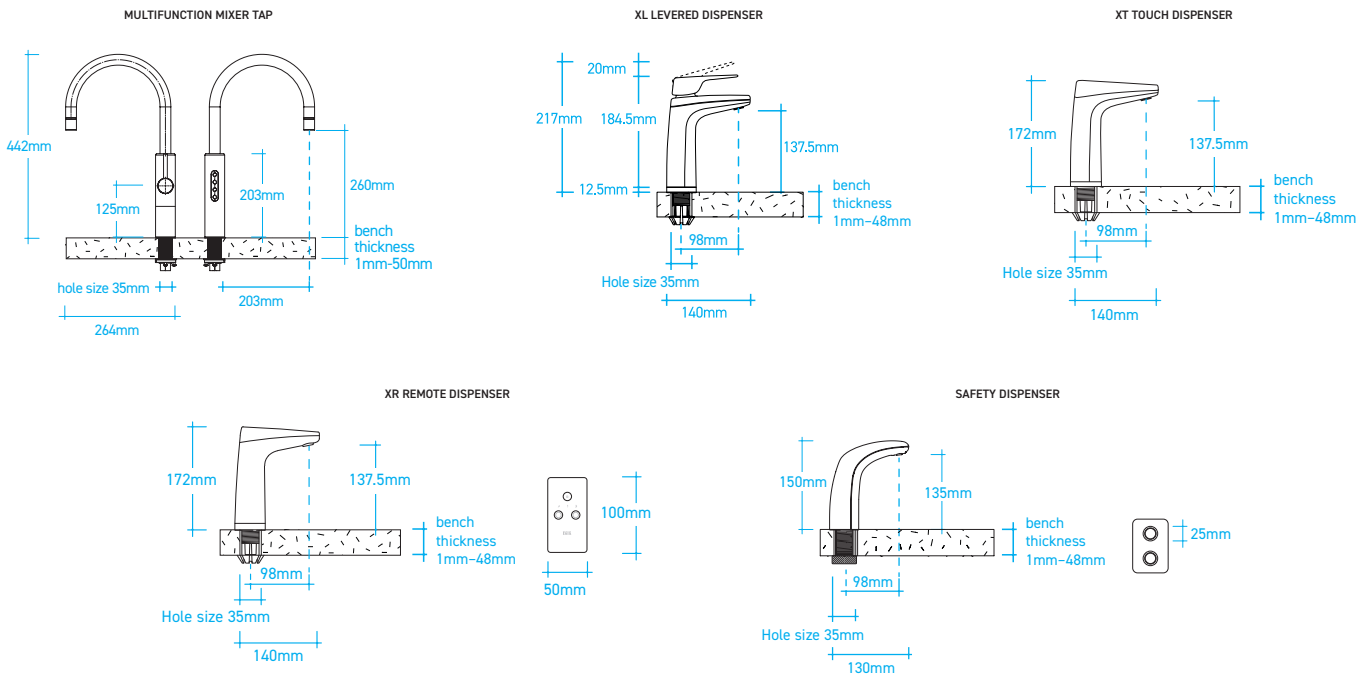 MULTIFUNCTION MIXER TAP
442mm
125mm
203mm
260mm
bench
thickness
1mm-50mm
hole size 35mm
203mm
264mm
XL LEVERED DISPENSER
20mm
217mm
184.5mm
137.5mm
12.5mm
bench
thickness
1mm–48mm
98mm
Hole size 35mm
140mm
XT TOUCH DISPENSER
172mm
137.5mm
bench
thickness
1mm–48mm
98mm
Hole size 35mm
140mm
XR REMOTE DISPENSER
172mm
137.5mm
bench
thickness
1mm–48mm
98mm
Hole size 35mm
140mm
100mm
50mm
SAFETY DISPENSER
150mm
135mm
bench
thickness
1mm–48mm
98mm
Hole size 35mm
130mm
25mm